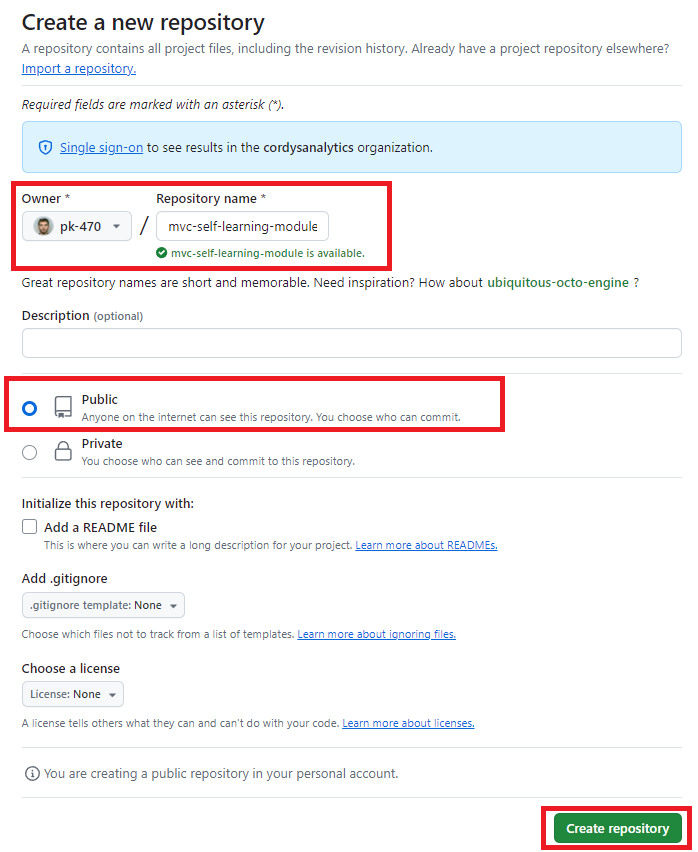 Create a new repository
A repository contains all project files, including the revision history. Already have a project repository elsewhere?
Import a repository.
Required fields are marked with an asterisk (*).
Single sign-on to see results in the cordysanalytics organization.
Owner * Repository name *
pk-470 / mvc-self-learning-module
mvc-self-learning-module is available.
Great repository names are short and memorable. Need inspiration? How about ubiquitous-octo-engine ?
Description (optional)
Public
Anyone on the internet can see this repository. You choose who can commit.
Private
You choose who can see and commit to this repository.
Initialize this repository with:
Add a README file
This is where you can write a long description for your project. Learn more about READMEs.
Add .gitignore
.gitignore template: None
Choose which files not to track from a list of templates. Learn more about ignoring files.
Choose a license
License: None
A license tells others what they can and can't do with your code. Learn more about licenses.
You are creating a public repository in your personal account.
Create repository